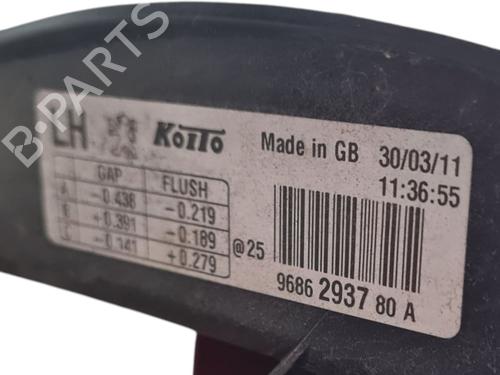 B-PARTS
LH KOITO Made in GB 30/03/11
11:36:55
GAP FLUSH
A -0.436 -0.219
B +0.391 -0.189
C -0.141 +0.279
@25
9686 2937 80 A